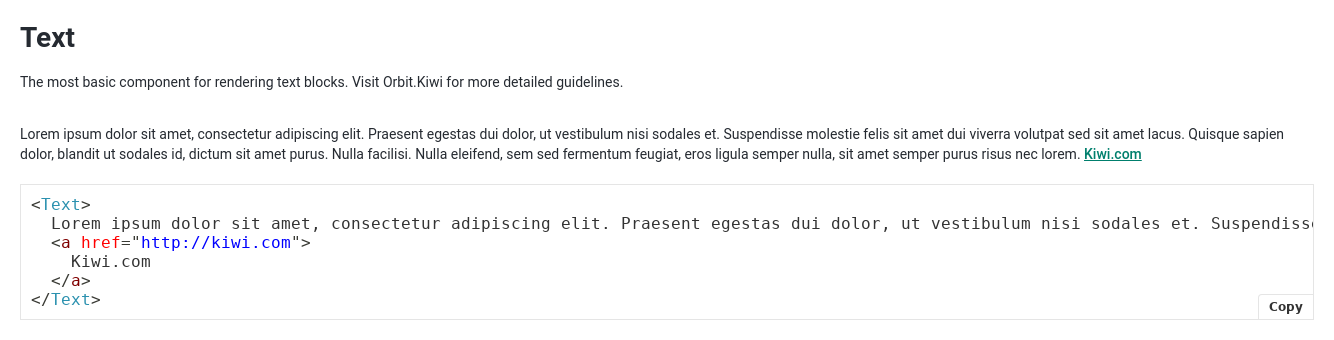 Text
The most basic component for rendering text blocks. Visit Orbit.Kiwi for more detailed guidelines.
Lorem ipsum dolor sit amet, consectetur adipiscing elit. Praesent egestas dui dolor, ut vestibulum nisi sodales et. Suspendisse molestie felis sit amet dui viverra volutpat sed sit amet lacus. Quisque sapien
dolor, blandit ut sodales id, dictum sit amet purus. Nulla facilisi. Nulla eleifend, sem sed fermentum feugiat, eros ligula semper nulla, sit amet semper purus risus nec lorem. Kiwi.com
<Text>
  Lorem ipsum dolor sit amet, consectetur adipiscing elit. Praesent egestas dui dolor, ut vestibulum nisi sodales et. Suspendiss
  <a href="http://kiwi.com">
    Kiwi.com
  </a>
</Text>
Copy